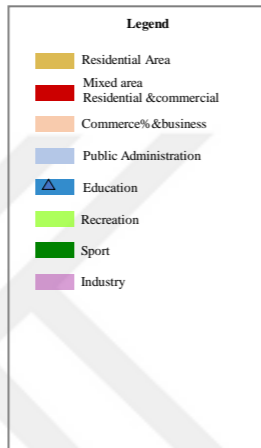 Legend
Residential Area
Mixed area
Residential &commercial
Commerce%&business
Public Administration
Education
Recreation
Sport
Industry